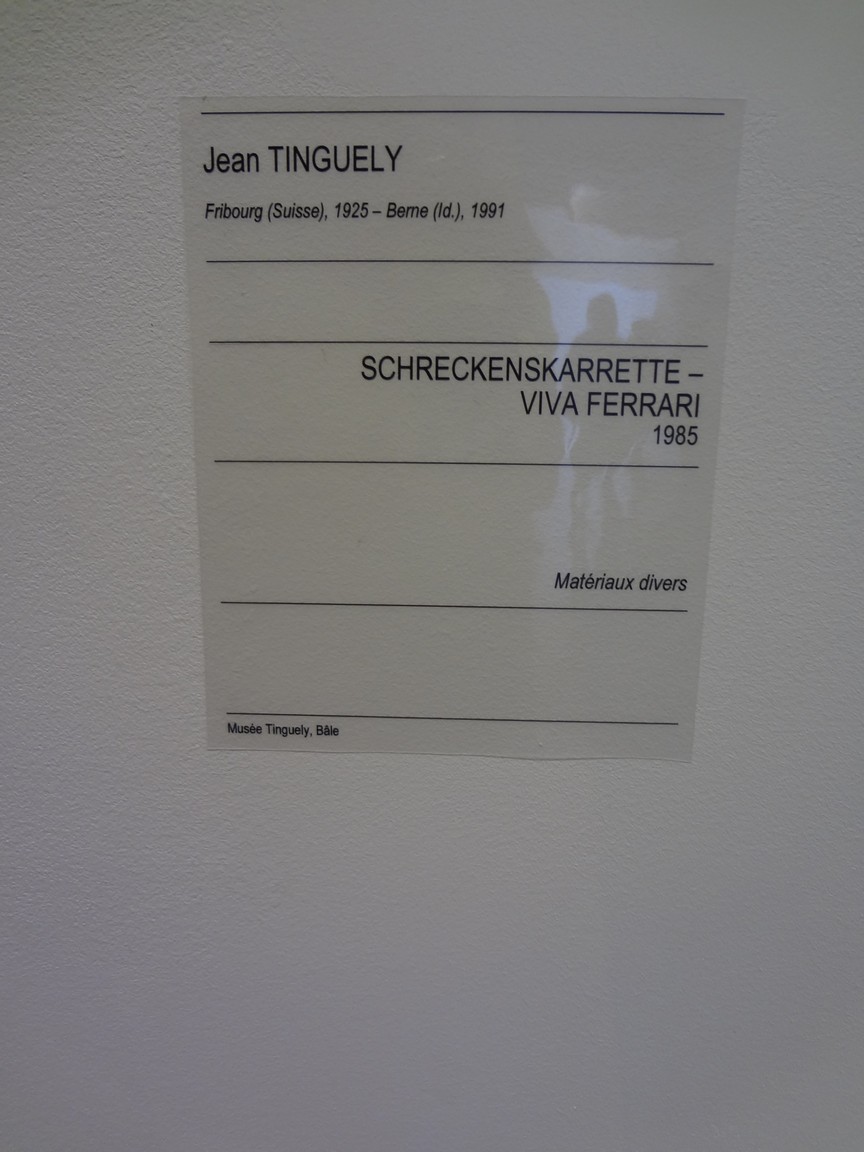 Jean TINGUELY
Fribourg (Suisse), 1925 – Berne (Id.), 1991
SCHRECKENSKARRETTE –
VIVA FERRARI
1985
Matériaux divers
Musée Tinguely, Bâle